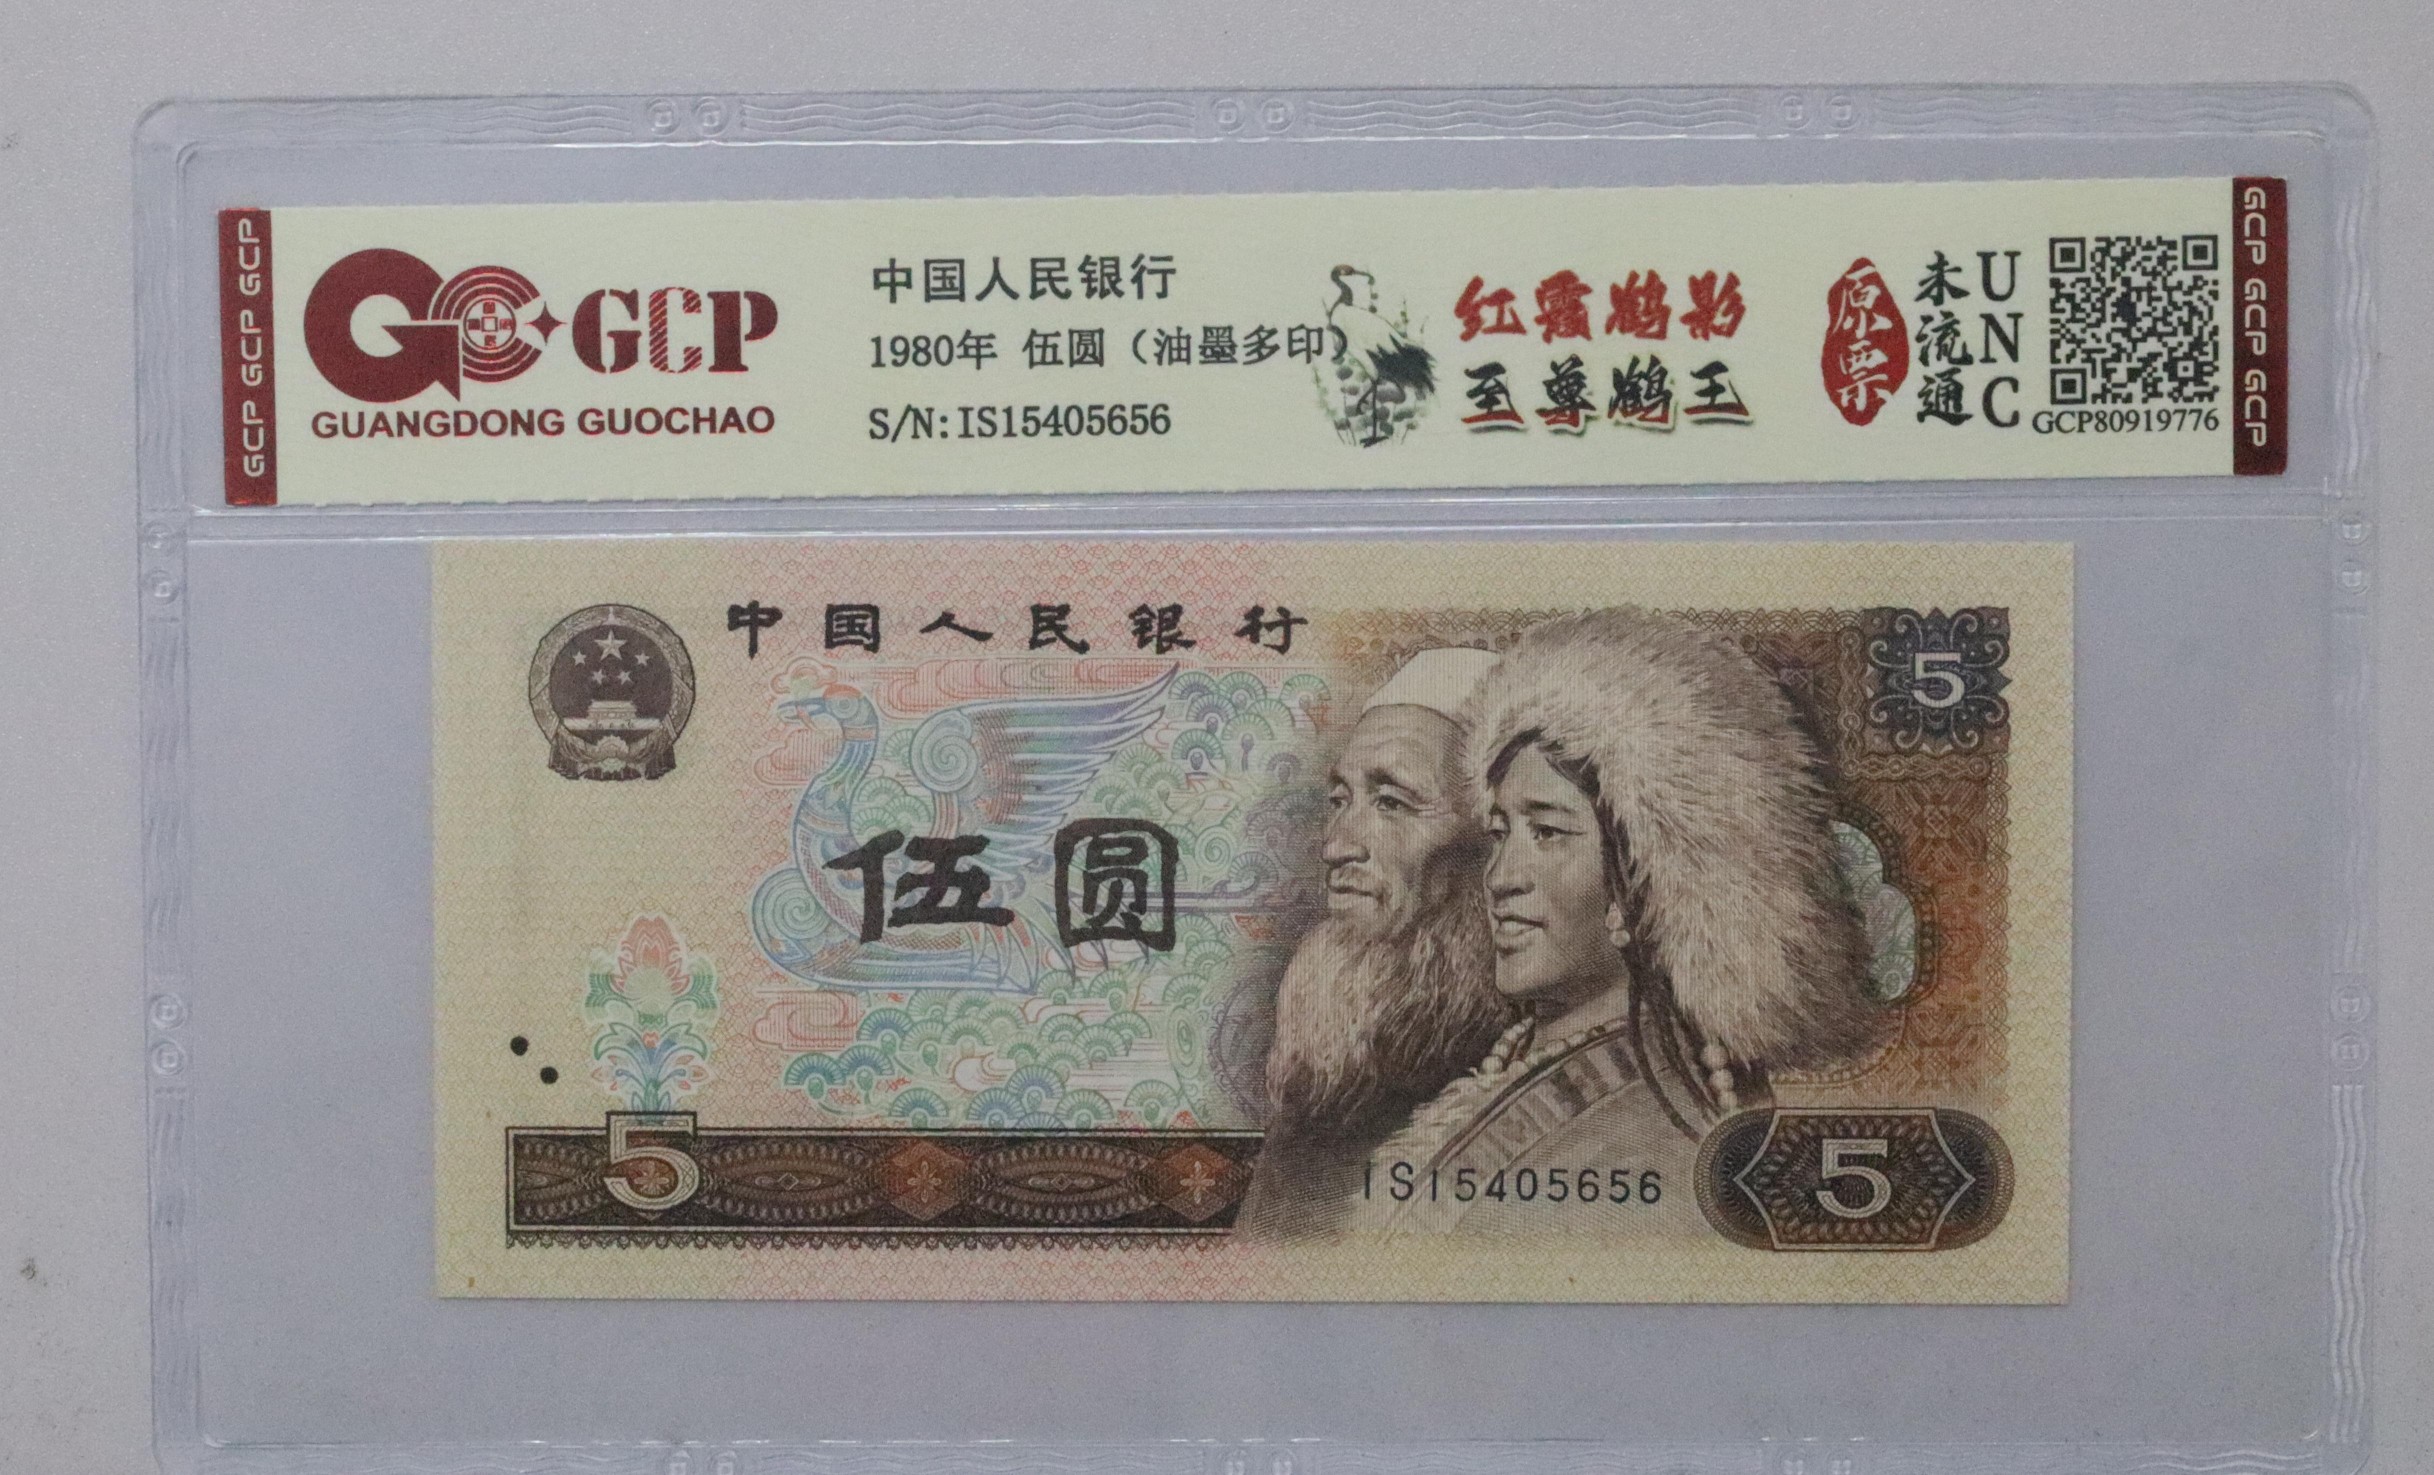 GCP GCP GCP
GCP
GUANGDONG GUOCHAO
中国人民银行
1980年 伍圆（油墨多印）
S/N:IS15405656
红霞鹤影
至尊鹤王
原票
未流通
UNC
GCP80919776
GCP GCP GCP
中国人民银行
5
伍圆
5
IS15405656
5